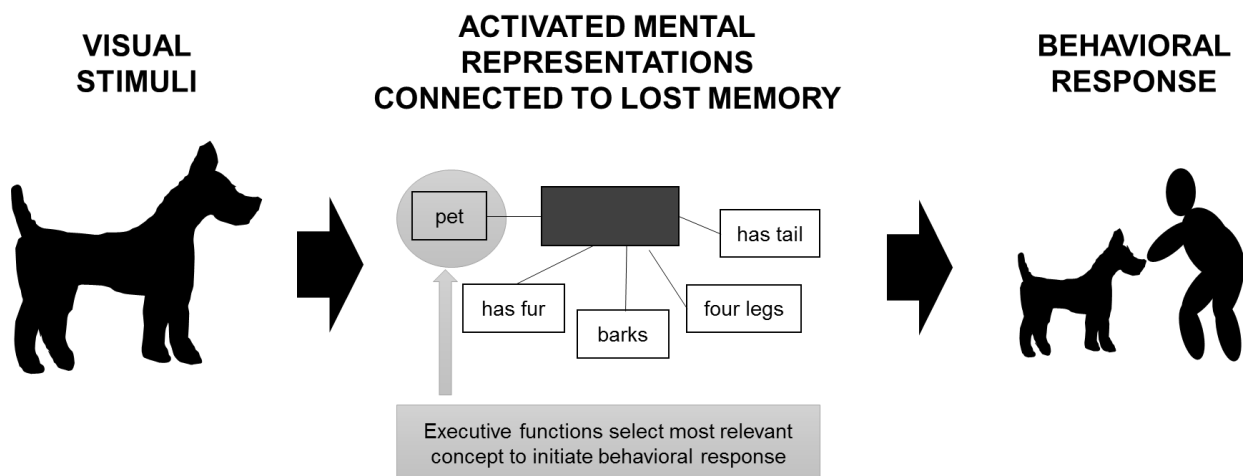 VISUAL
STIMULI
ACTIVATED MENTAL
REPRESENTATIONS
CONNECTED TO LOST MEMORY
BEHAVIORAL
RESPONSE
pet
has tail
has fur
four legs
barks
Executive functions select most relevant
concept to initiate behavioral response